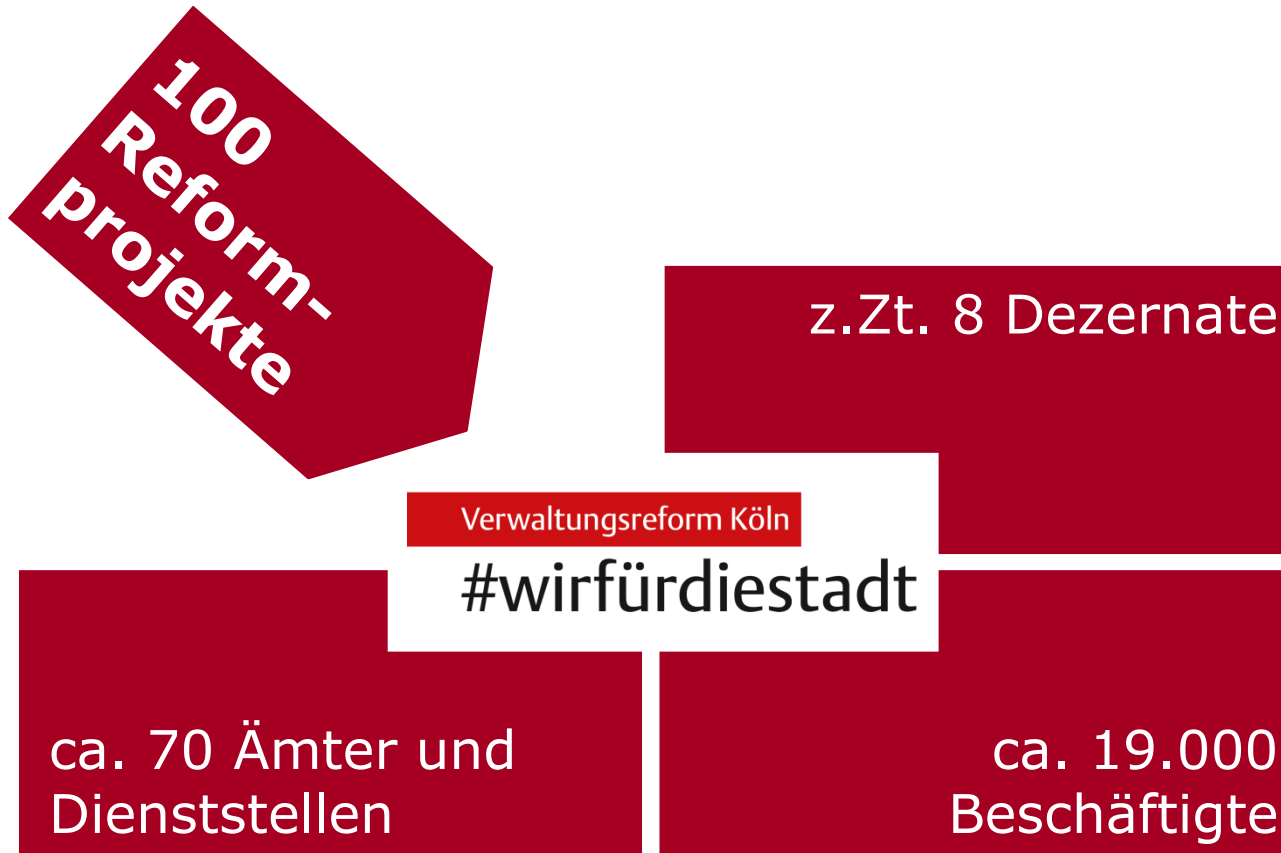 100
Reform-
projekte
z.Zt. 8 Dezernate
Verwaltungsreform Köln
#wirfürdiestadt
ca. 70 Ämter und
Dienststellen
ca. 19.000
Beschäftigte